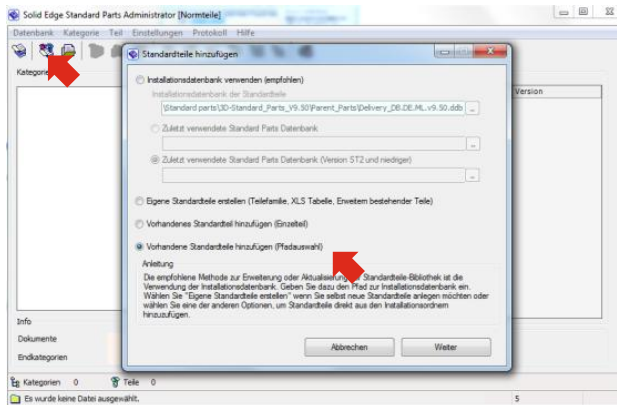 Solid Edge Standard Parts Administrator [Normteile]
Datenbank Kategorie Teil Einstellungen Protokoll Hilfe
Standardteile hinzufügen
Kategorie
Version
Installationsdatenbank verwenden (empfohlen)
Installationsdatenbank der Standardteile
\Standard parts\3D-Standard_Parts_V9.50\Parent_Parts\Delivery_DB.DE.ML.v9.50.ddb ...
Zuletzt verwendete Standard Parts Datenbank
...
Zuletzt verwendete Standard Parts Datenbank (Version ST2 und niedriger)
...
Eigene Standardteile erstellen (Teilefamilie, XLS Tabelle, Erweitern bestehender Teile)
Vorhandenes Standardteil hinzufügen (Einzelteil)
Vorhandene Standardteile hinzufügen (Pfadauswahl)
Anleitung
Die empfohlene Methode zur Erweiterung oder Aktualisierung Standardteile-Bibliothek ist die
Verwendung der Installationsdatenbank. Geben Sie dazu den Pfad zur Installationsdatenbank ein.
Wählen Sie "Eigene Standardteile erstellen" wenn Sie selbst neue Standardteile anlegen möchten oder
wählen Sie eine der anderen Optionen, um Standardteile direkt aus den Installationsordnern
hinzuzufügen.
Info
Dokumente
Endkategorien
Abbrechen Weiter
Kategorien 0 Teile 0
Es wurde keine Datei ausgewählt. 5